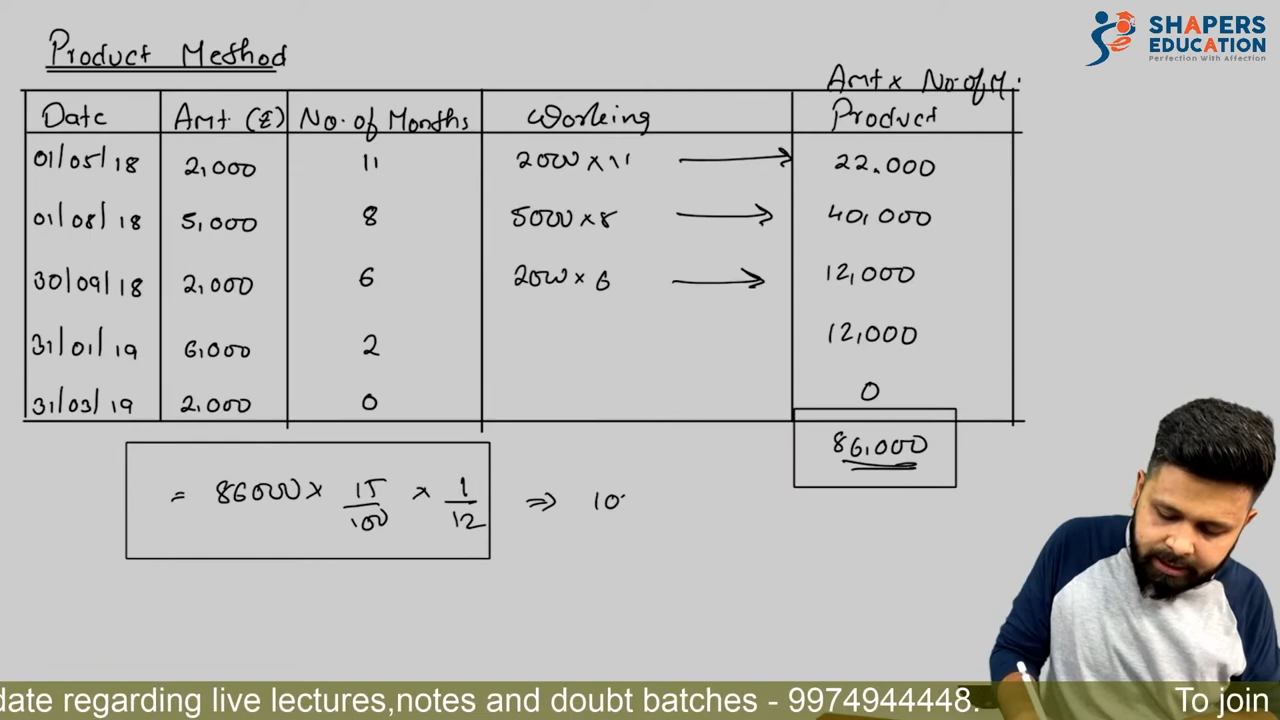 SHAPERS
EDUCATION
Perfection With Affection
Product Method
Amt x No. of M.
Date Amt. (₹) No. of Months Working Product
01/05/18 2,000 11 2000 x 11 → 22.000
01/08/18 5,000 8 5000 x 8 → 40,000
30/09/18 2,000 6 2000 x 6 → 12,000
31/01/19 6,000 2 12,000
31/03/19 2,000 0 0
86,000
= 86000 x 15/100 x 1/12 ⇒ 10
date regarding live lectures,notes and doubt batches - 9974944448. To join